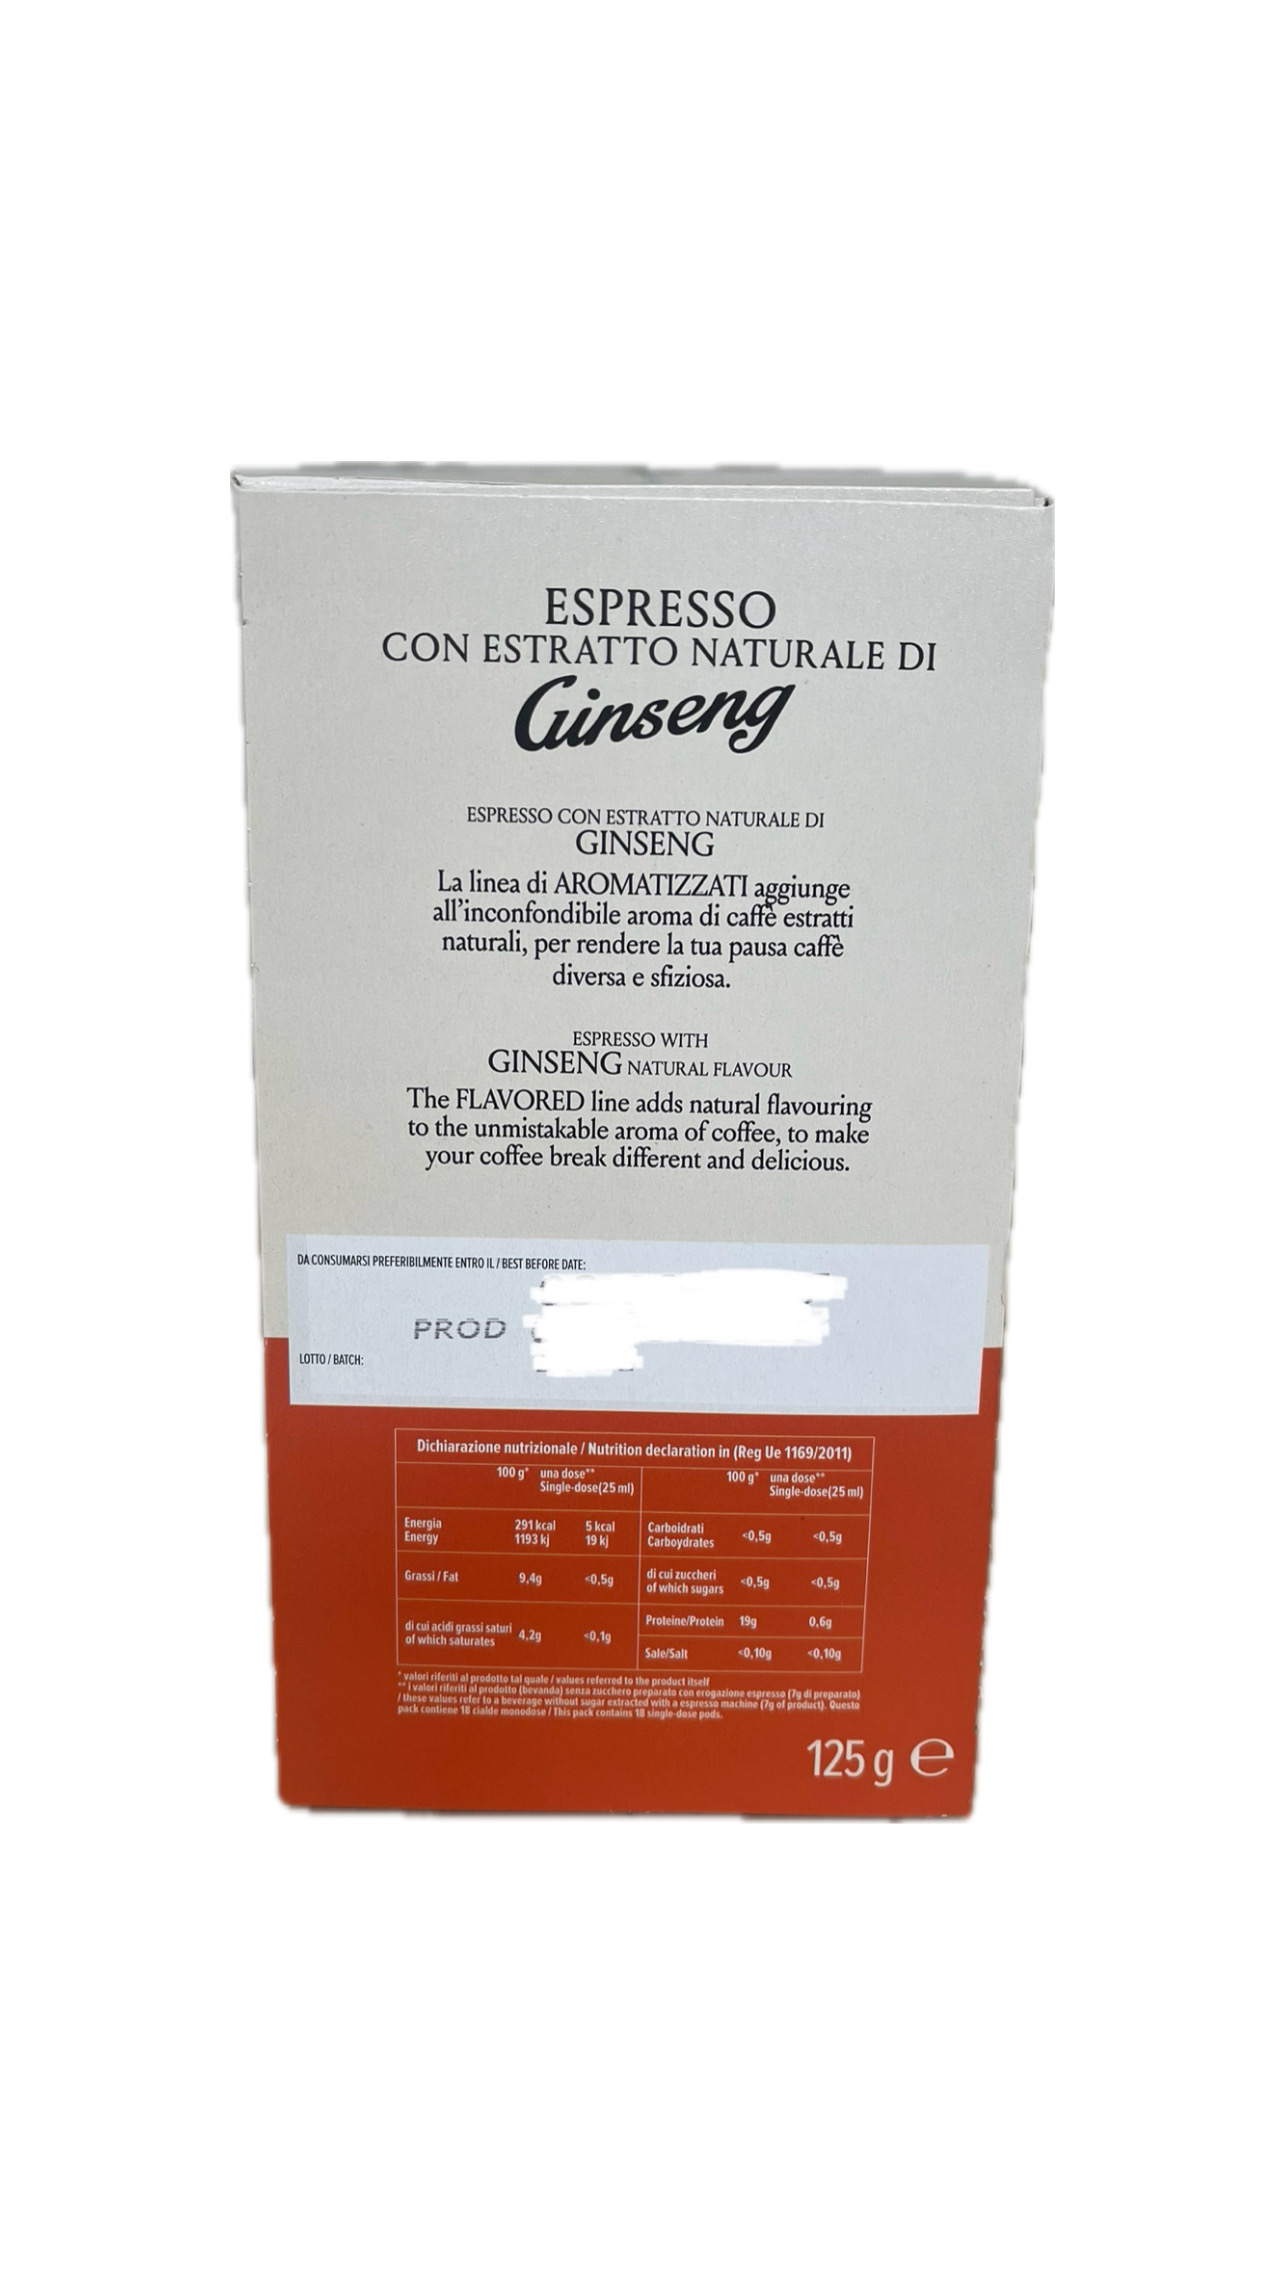 ESPRESSO
CON ESTRATTO NATURALE DI
Ginseng
ESPRESSO CON ESTRATTO NATURALE DI
GINSENG
La linea di AROMATIZZATI aggiunge
all'inconfondibile aroma di caffè estratti
naturali, per rendere la tua pausa caffè
diversa e sfiziosa.
ESPRESSO WITH
GINSENG NATURAL FLAVOUR
The FLAVORED line adds natural flavouring
to the unmistakable aroma of coffee, to make
your coffee break different and delicious.
DA CONSUMARSI PREFERIBILMENTE ENTRO IL / BEST BEFORE DATE:
PROD
LOTTO / BATCH:
Dichiarazione nutrizionale / Nutrition declaration in (Reg Ue 1169/2011)
100 g* una dose** 100 g* una dose**
Single-dose(25 ml) Single-dose(25 ml)
Energia 291 kcal 5 kcal Carboidrati <0,5g <0,5g
Energy 1193 kj 19 kj Carboydrates
Grassi / Fat 9,4g <0,5g di cui zuccheri <0,5g <0,5g
of which sugars
di cui acidi grassi saturi 4,2g <0,1g Proteine/Protein 19g 0,6g
of which saturates Sale/Salt <0,10g <0,10g
* valori riferiti al prodotto tal quale / values referred to the product itself
** i valori riferiti al prodotto (bevanda) senza zucchero preparato con erogazione espresso (7g di preparato)
/ these values refer to a beverage without sugar extracted with a espresso machine (7g of product). Questo
pack contiene 18 cialde monodose / This pack contains 18 single-dose pods.
125 g ℮